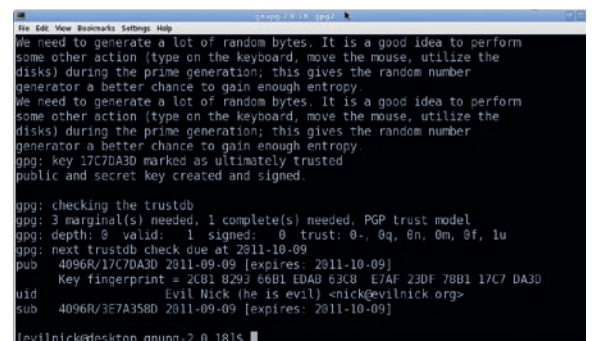 gnupg-2.0.18 gpg2
File Edit View Bookmarks Settings Help
We need to generate a lot of random bytes. It is a good idea to perform
some other action (type on the keyboard, move the mouse, utilize the
disks) during the prime generation; this gives the random number
generator a better chance to gain enough entropy.
We need to generate a lot of random bytes. It is a good idea to perform
some other action (type on the keyboard, move the mouse, utilize the
disks) during the prime generation; this gives the random number
generator a better chance to gain enough entropy.
gpg: key 17C7DA3D marked as ultimately trusted
public and secret key created and signed.
gpg: checking the trustdb
gpg: 3 marginal(s) needed, 1 complete(s) needed, PGP trust model
gpg: depth: 0 valid: 1 signed: 0 trust: 0-, 0q, 0n, 0m, 0f, 1u
gpg: next trustdb check due at 2011-10-09
pub 4096R/17C7DA3D 2011-09-09 [expires: 2011-10-09]
Key fingerprint = 2C81 8293 66B1 EDAB 63C8 E7AF 23DF 78B1 17C7 DA3D
uid Evil Nick (he is evil) <nick@evilnick.org>
sub 4096R/3E7A358D 2011-09-09 [expires: 2011-10-09]
[evilnick@desktop gnupg-2.0.18]$